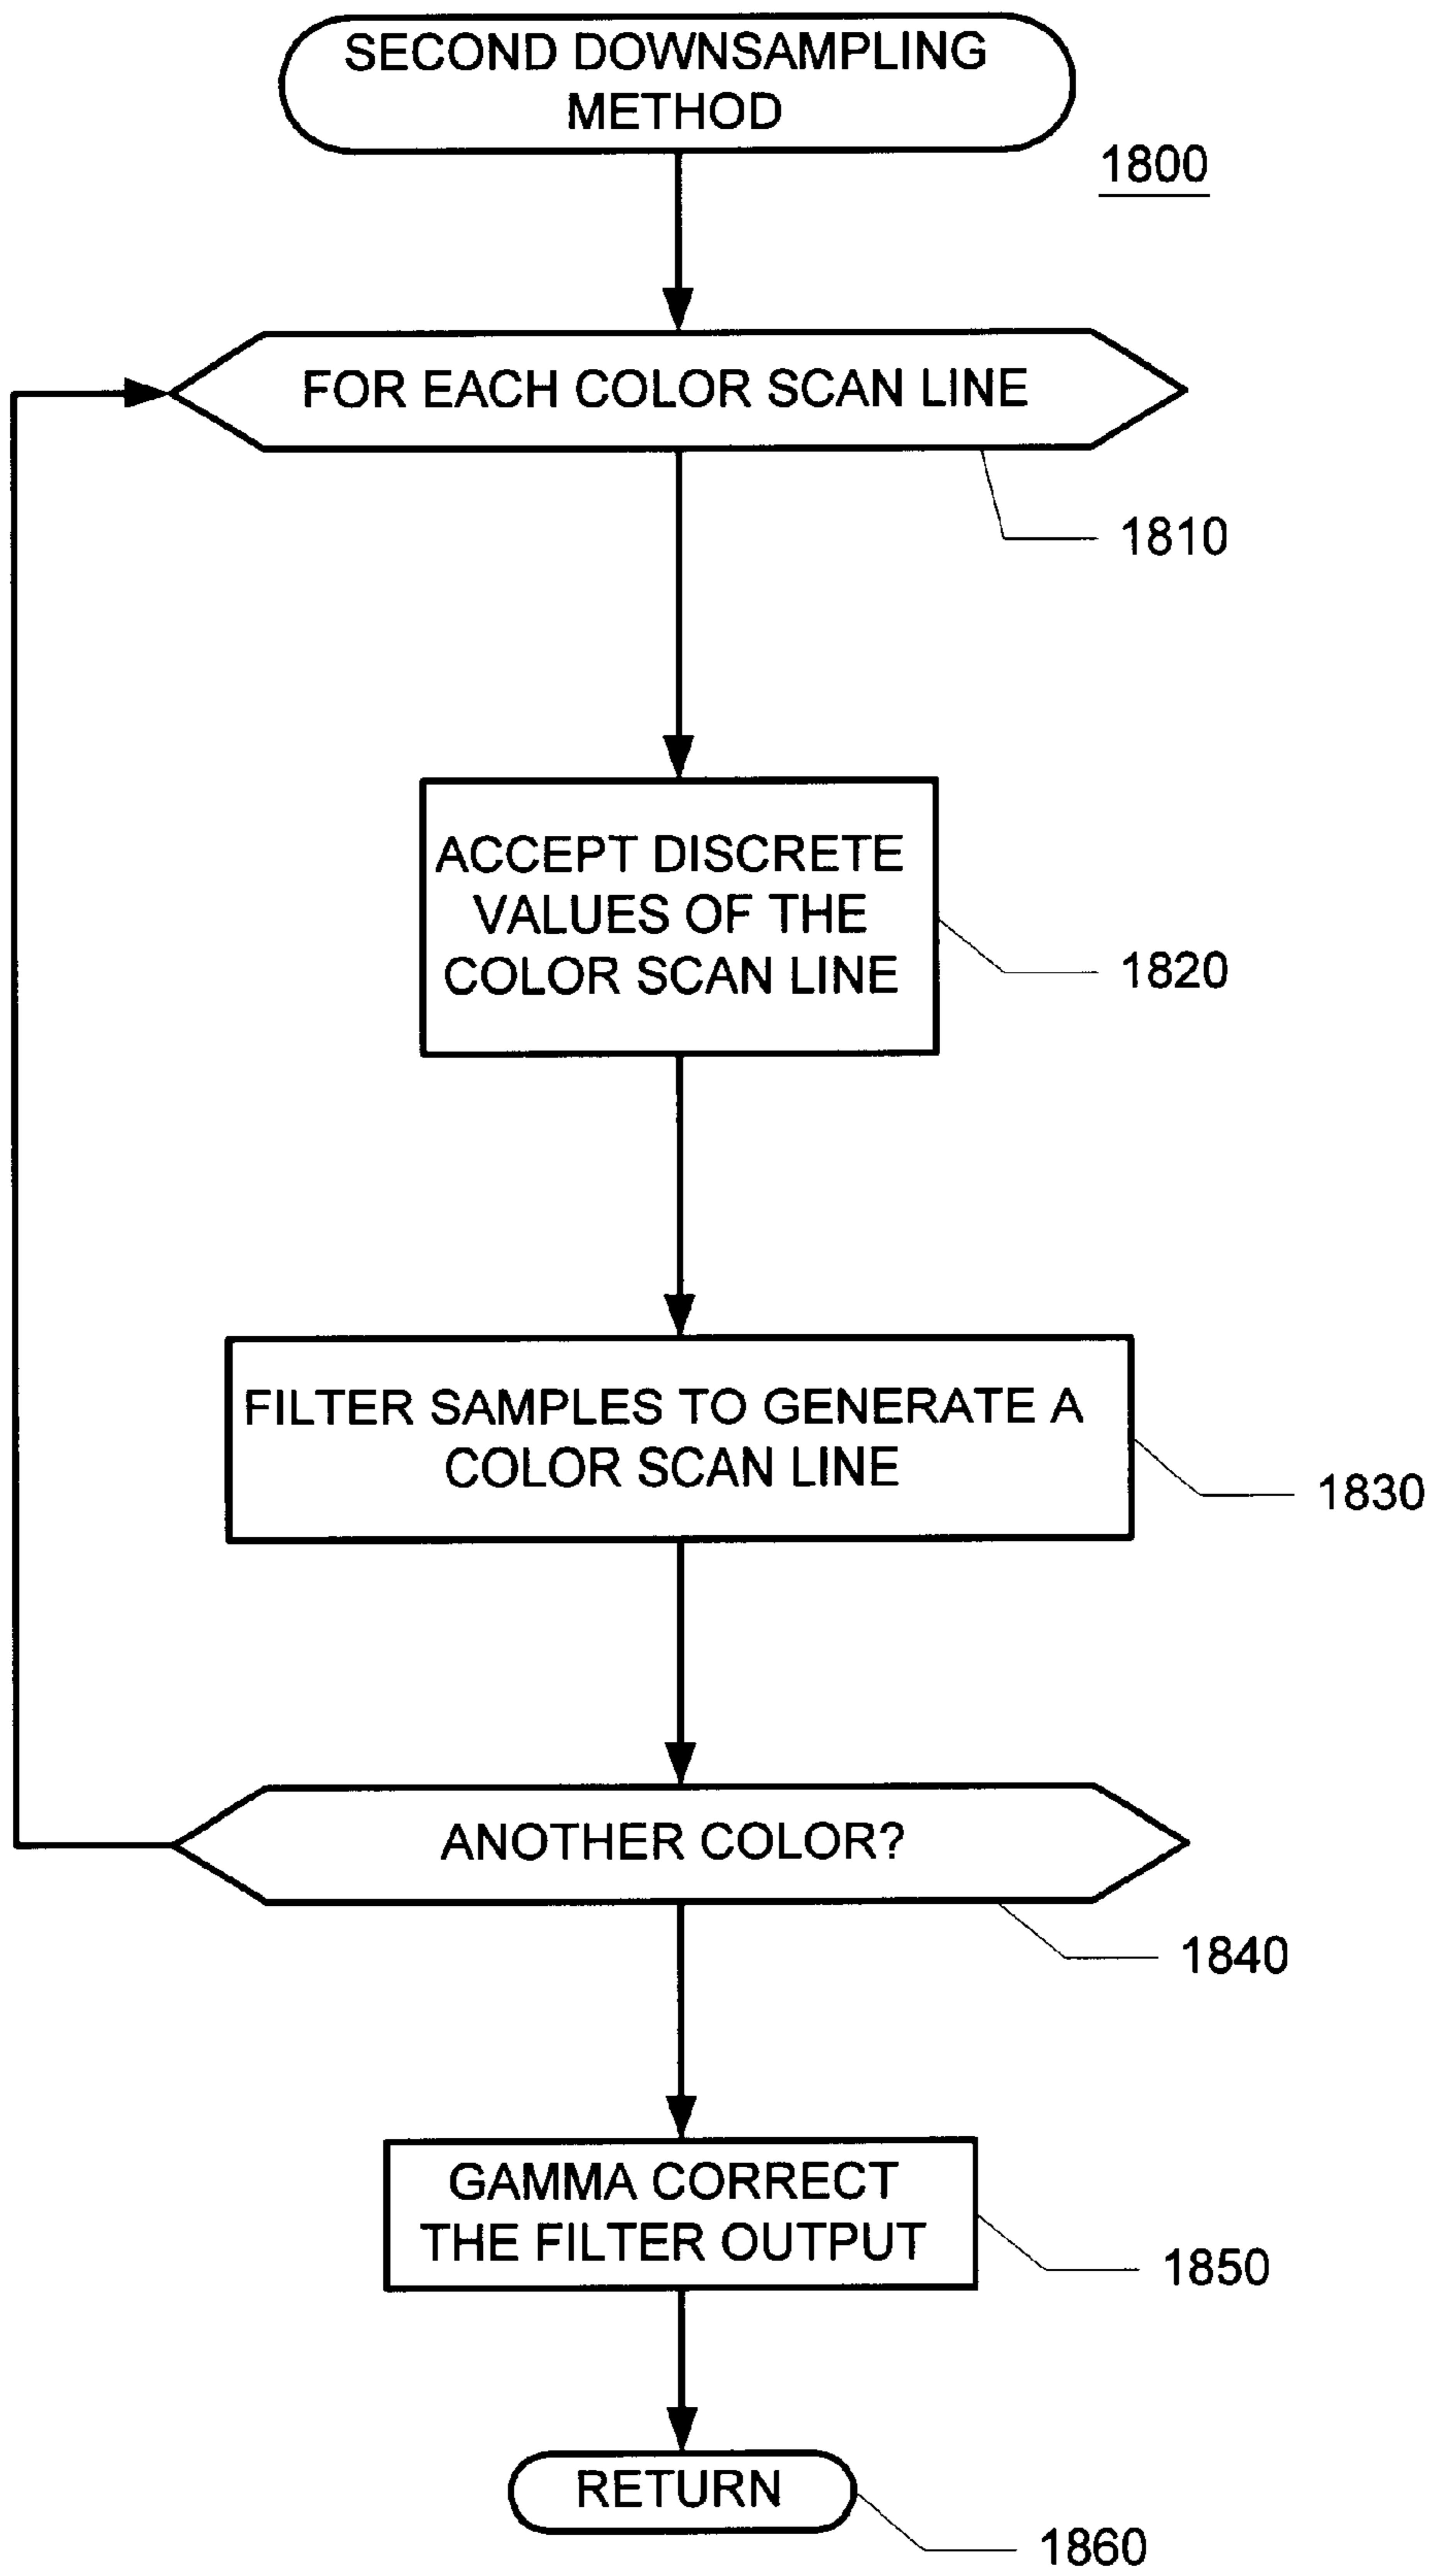 SECOND DOWNSAMPLING
METHOD
1800
FOR EACH COLOR SCAN LINE
1810
ACCEPT DISCRETE
VALUES OF THE
COLOR SCAN LINE
1820
FILTER SAMPLES TO GENERATE A
COLOR SCAN LINE
1830
ANOTHER COLOR?
1840
GAMMA CORRECT
THE FILTER OUTPUT
1850
RETURN
1860